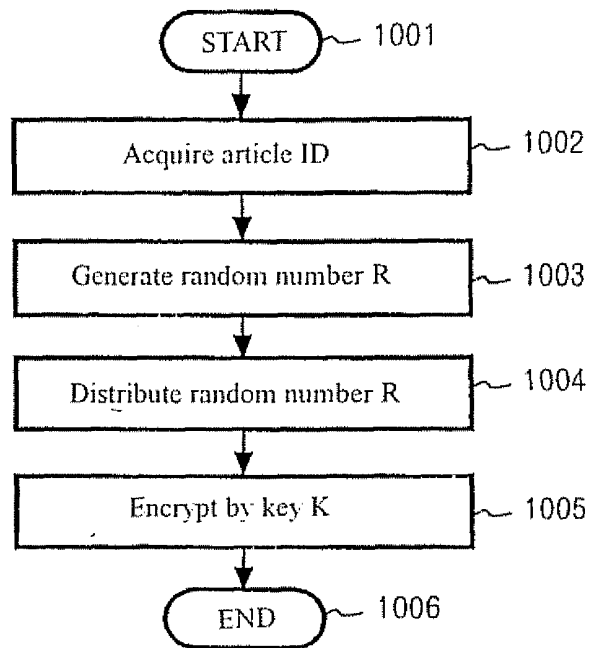 START 1001
Acquire article ID 1002
Generate random number R 1003
Distribute random number R 1004
Encrypt by key K 1005
END 1006